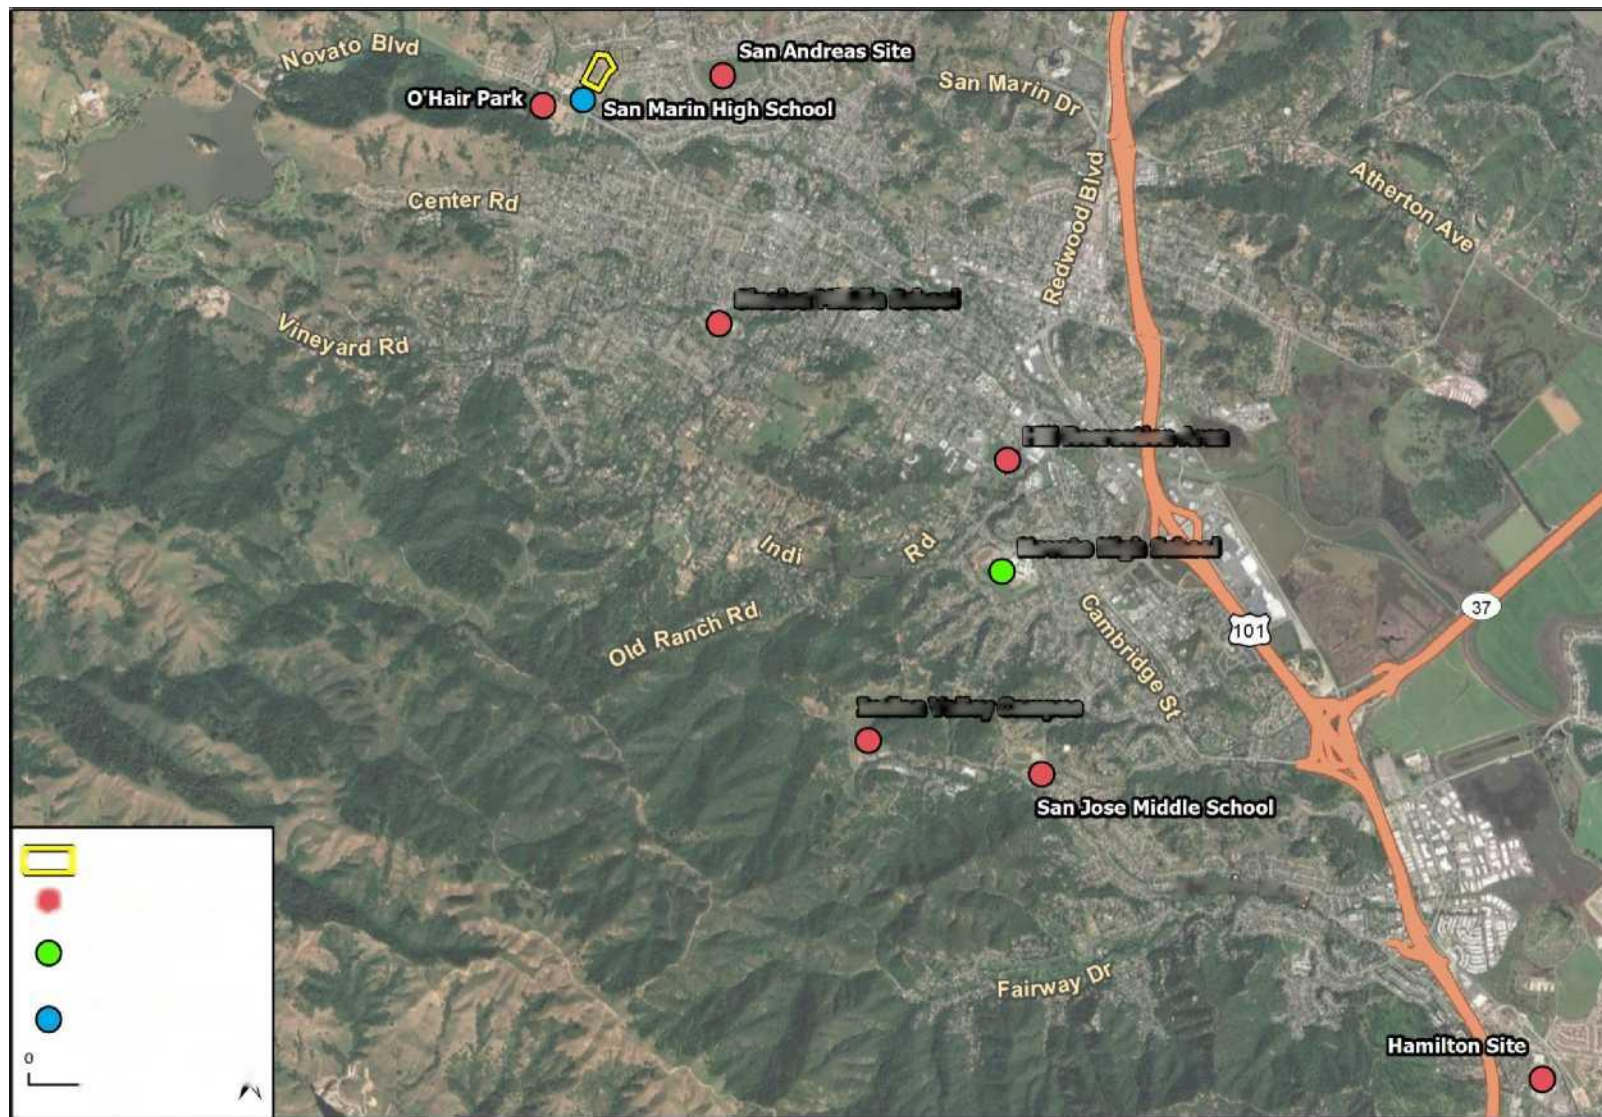 Novato Blvd
San Andreas Site
San Marin Dr
O'Hair Park
San Marin High School
Center Rd
Redwood Blvd
Atherton Ave
Vineyard Rd
Indi
Rd
Old Ranch Rd
Cambridge St
101
37
San Jose Middle School
Fairway Dr
Hamilton Site
0